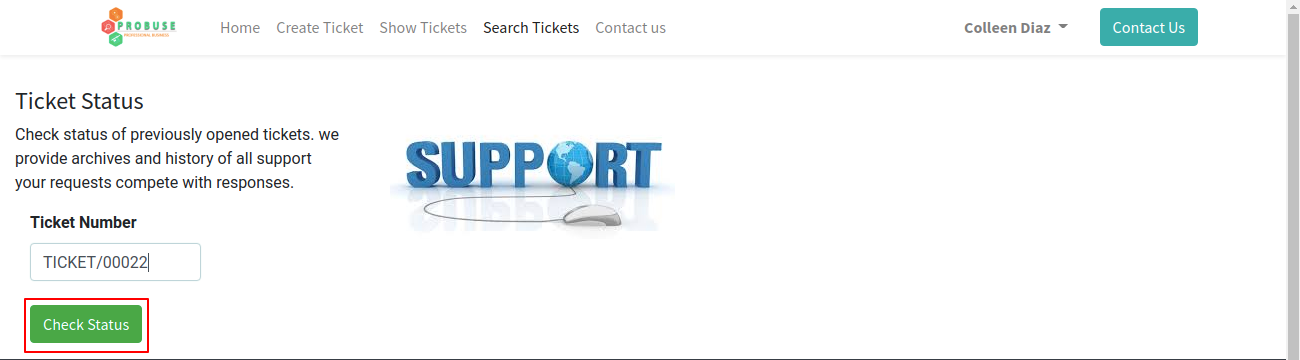 PROBUSE
PROFESSIONAL BUSINESS
Home Create Ticket Show Tickets Search Tickets Contact us Colleen Diaz Contact Us
Ticket Status
Check status of previously opened tickets. we
provide archives and history of all support
your requests compete with responses.
SUPPORT
Ticket Number
TICKET/00022
Check Status